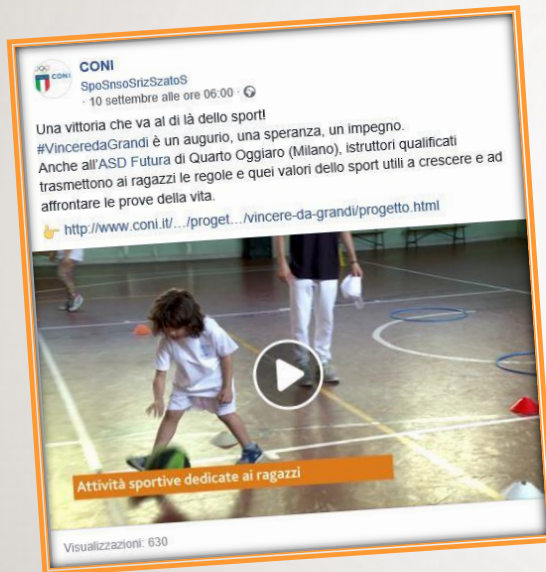 CONI
CONI
SpoSnsoSrizSzatoS
· 10 settembre alle ore 06:00 ·
Una vittoria che va al di là dello sport!
#VinceredaGrandi è un augurio, una speranza, un impegno.
Anche all'ASD Futura di Quarto Oggiaro (Milano), istruttori qualificati
trasmettono ai ragazzi le regole e quei valori dello sport utili a crescere e ad
affrontare le prove della vita.
http://www.coni.it/…/proget…/vincere-da-grandi/progetto.html
Attività sportive dedicate ai ragazzi
Visualizzazioni: 630